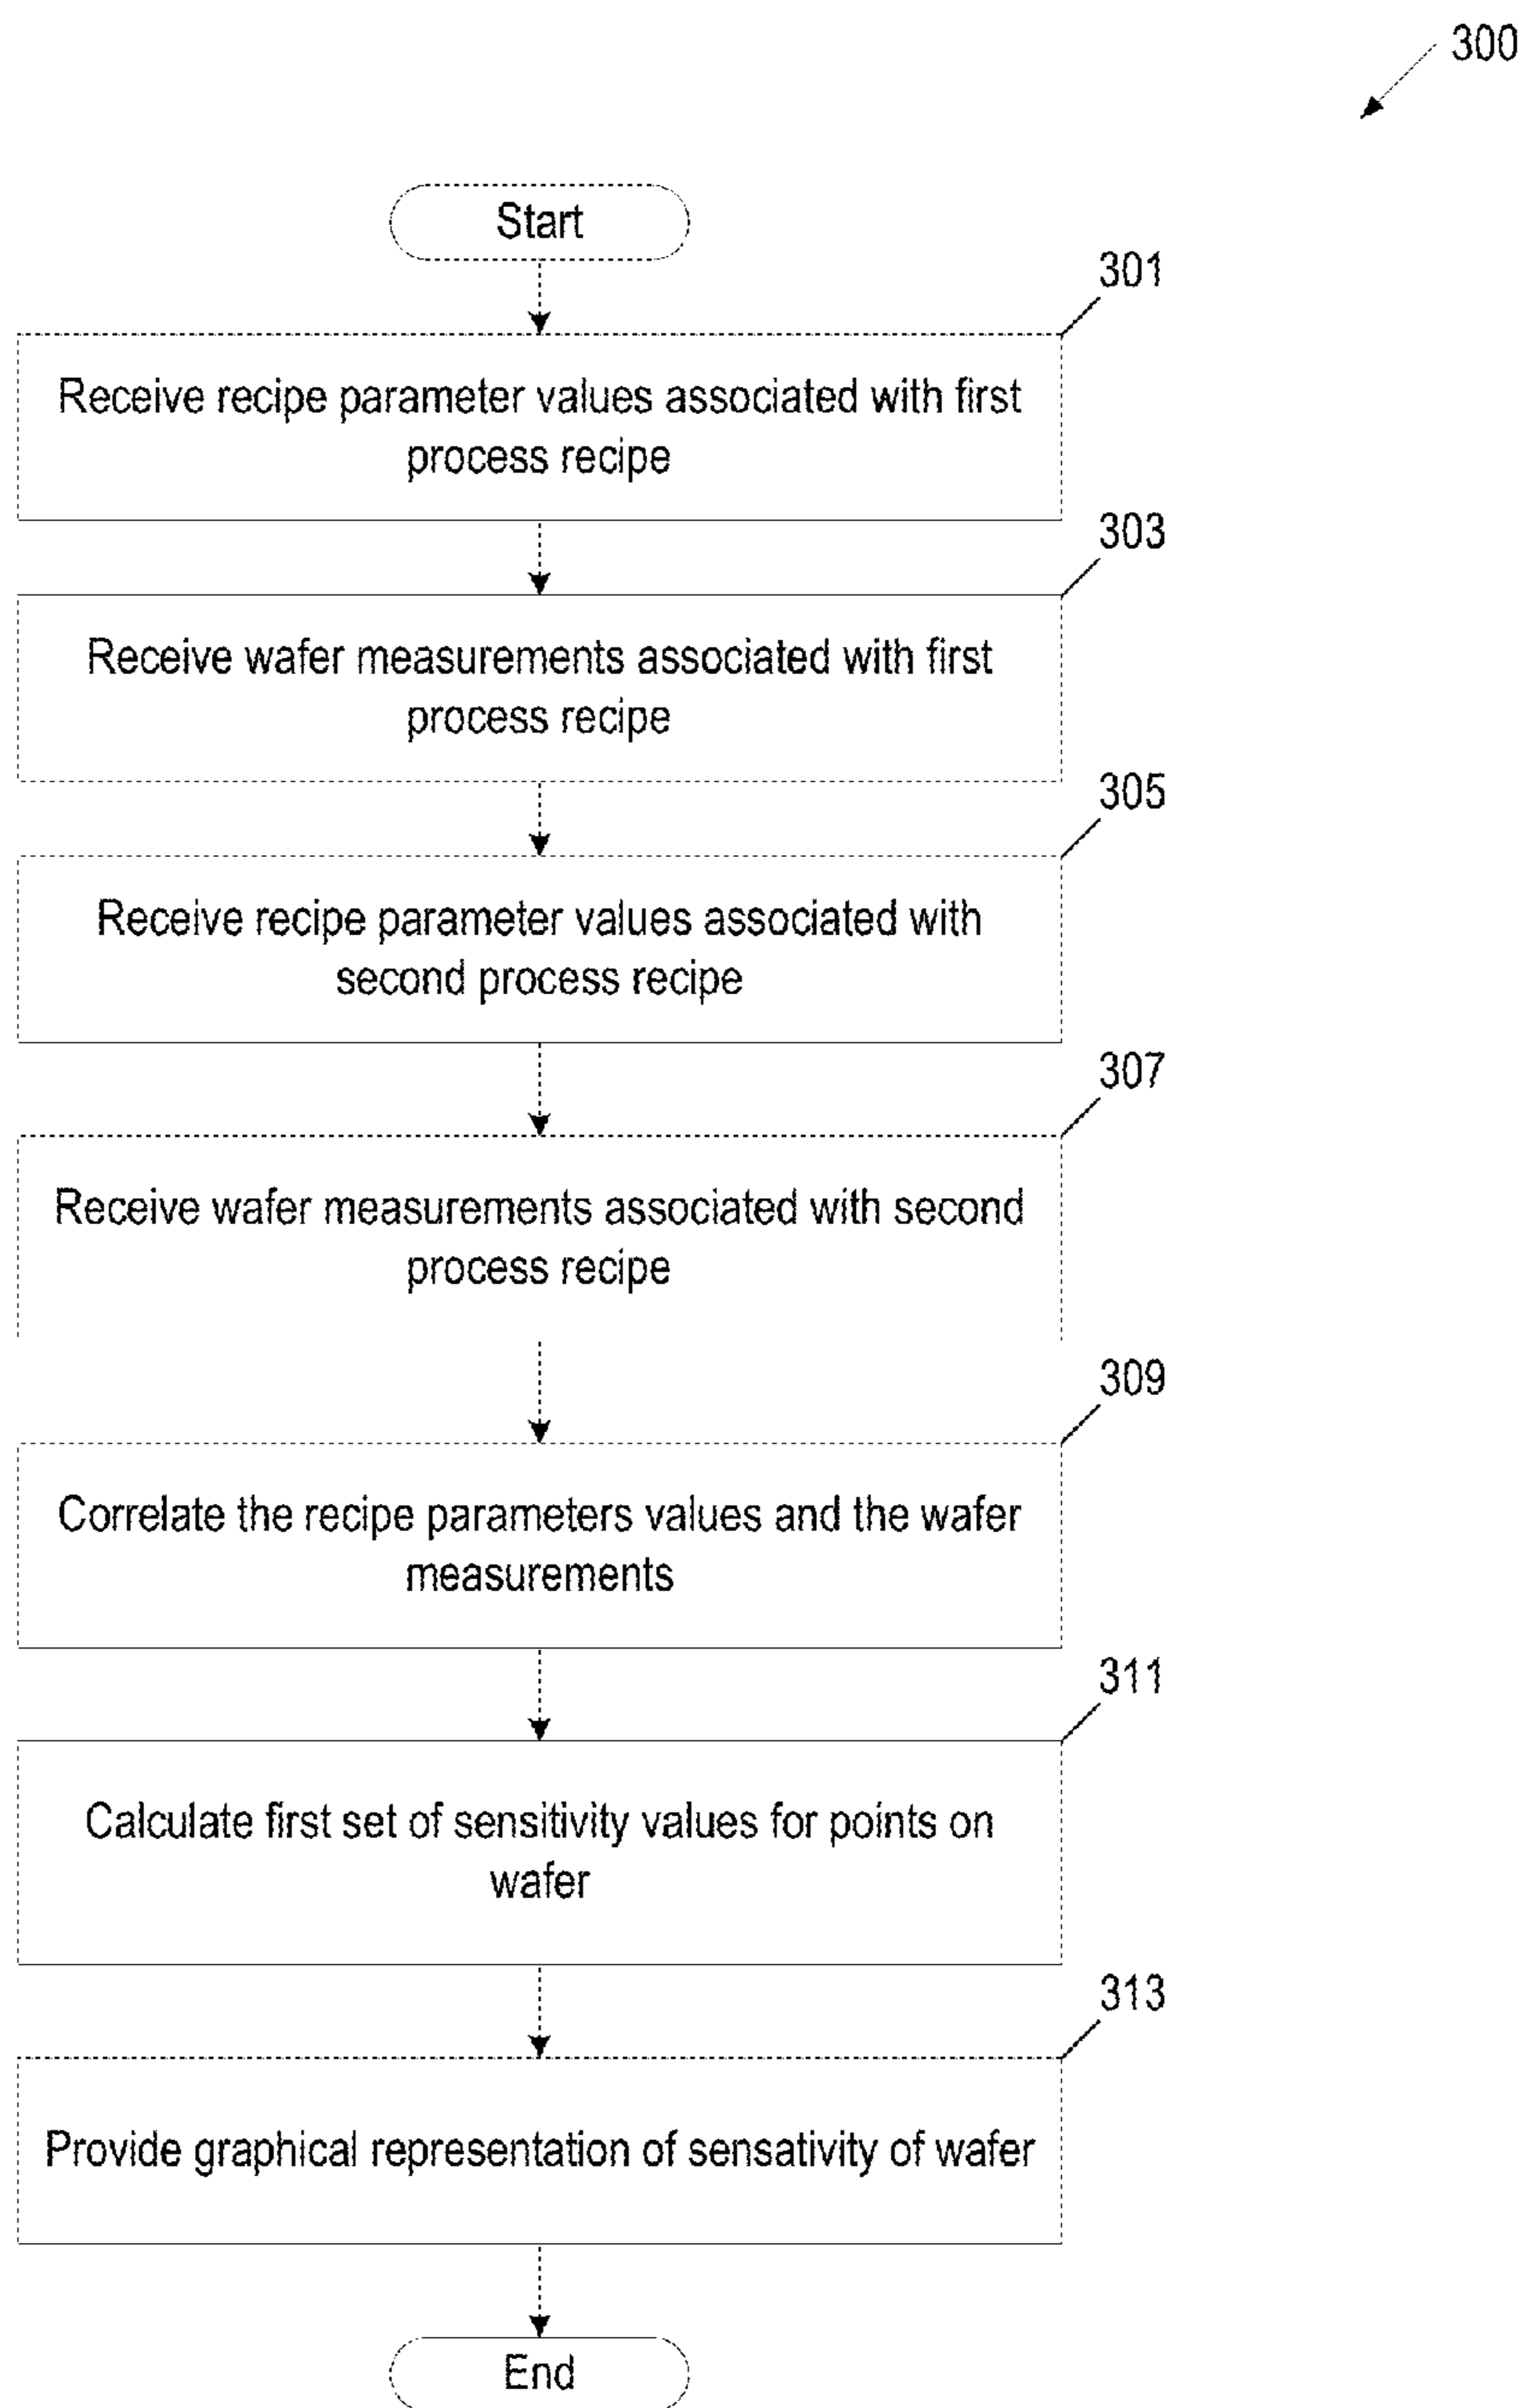 300
Start
301
Receive recipe parameter values associated with first
process recipe
303
Receive wafer measurements associated with first
process recipe
305
Receive recipe parameter values associated with
second process recipe
307
Receive wafer measurements associated with second
process recipe
309
Correlate the recipe parameters values and the wafer
measurements
311
Calculate first set of sensitivity values for points on
wafer
313
Provide graphical representation of sensativity of wafer
End